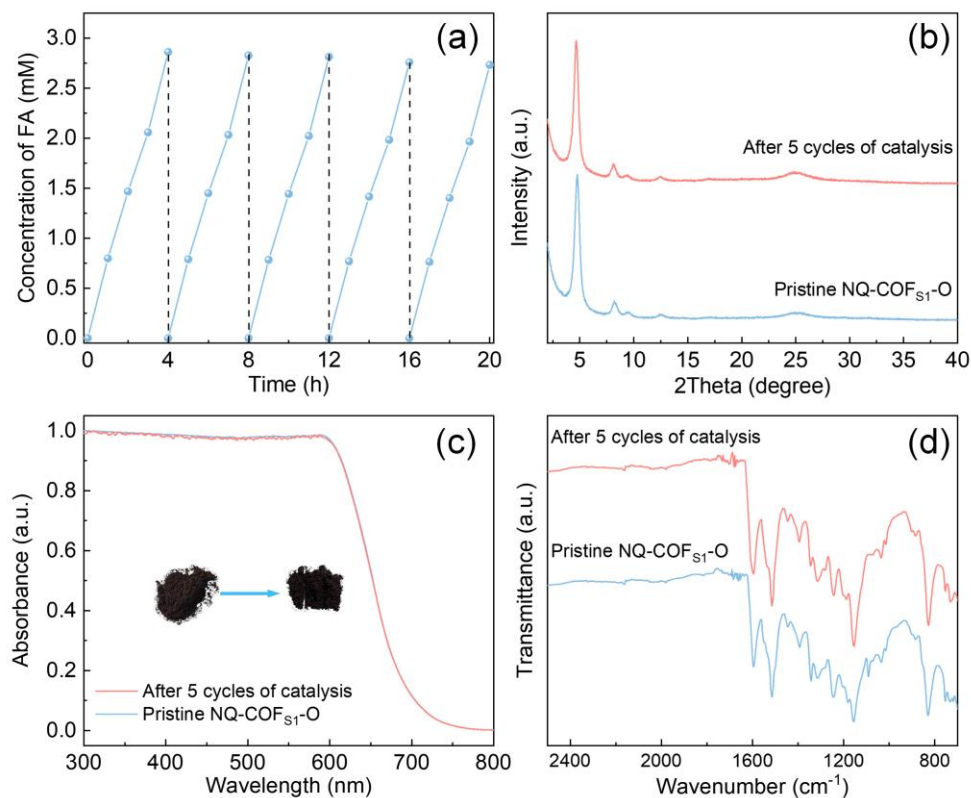 (a)
3.0
2.5
2.0
1.5
1.0
0.5
0.0
Concentration of FA (mM)
0 4 8 12 16 20
Time (h)
(b)
Intensity (a.u.)
After 5 cycles of catalysis
Pristine NQ-COFS1-O
5 10 15 20 25 30 35 40
2Theta (degree)
(c)
1.0
0.8
0.6
0.4
0.2
0.0
Absorbance (a.u.)
After 5 cycles of catalysis
Pristine NQ-COFS1-O
300 400 500 600 700 800
Wavelength (nm)
(d)
After 5 cycles of catalysis
Pristine NQ-COFS1-O
Transmittance (a.u.)
2400 2000 1600 1200 800
Wavenumber (cm-1)